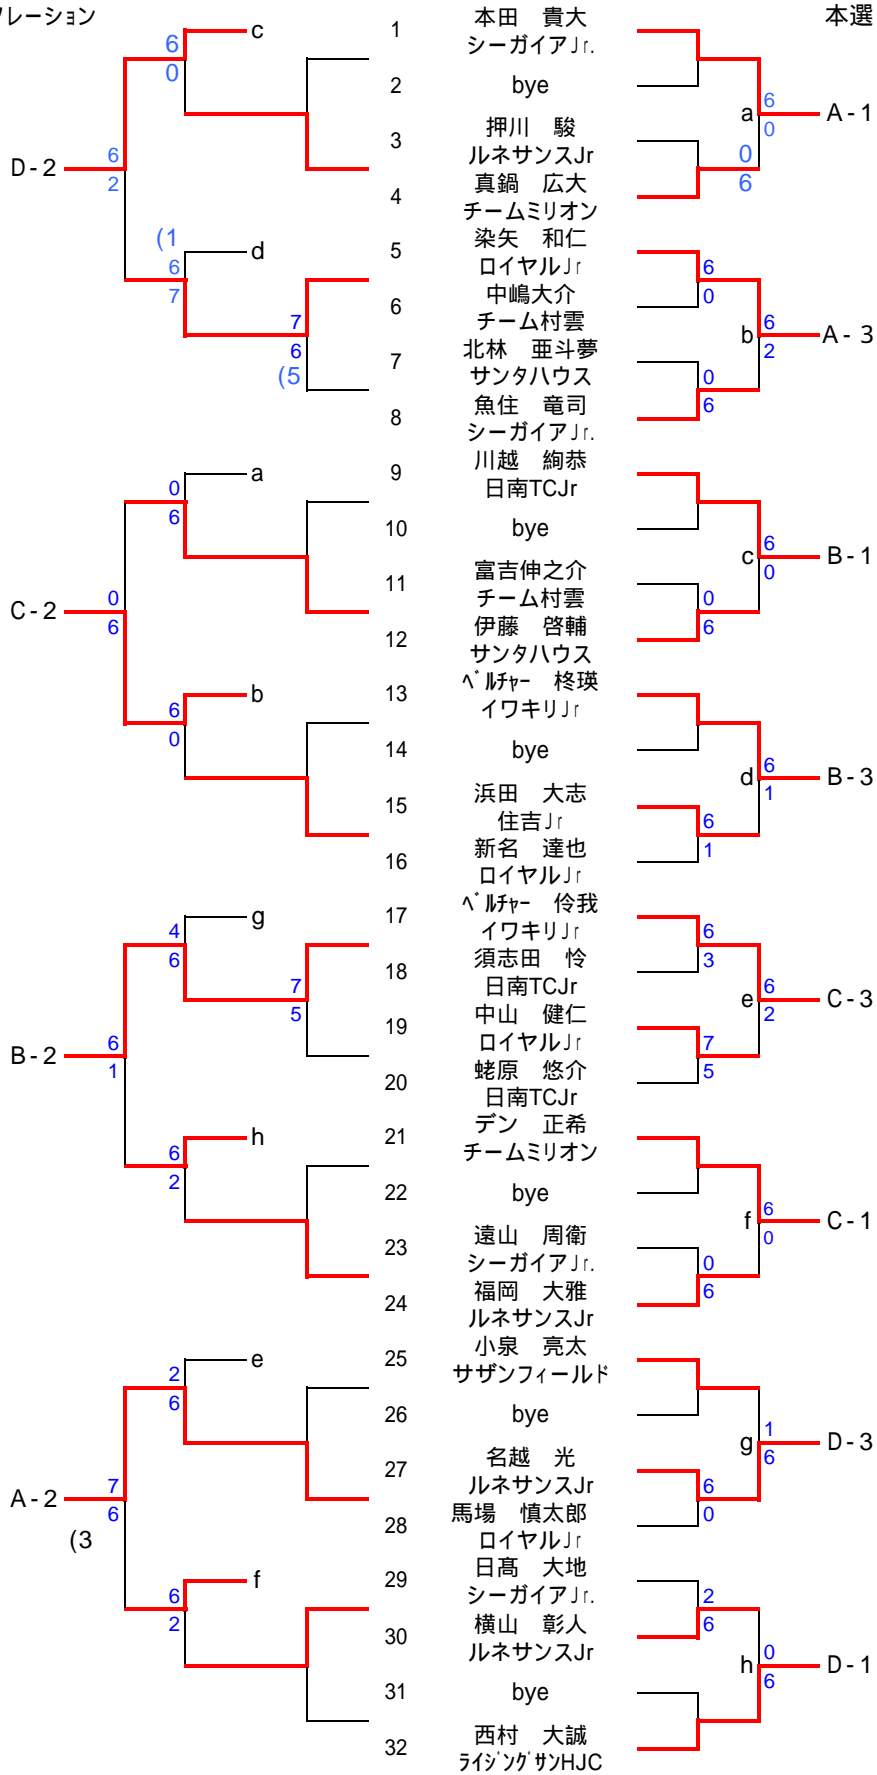 フレーション
本選
c
1
本田　貴大
シーガイアJr.
6
0
2
bye
6
0
a
A-1
3
押川　駿
ルネサンスJr
D-2
6
2
4
真鍋　広大
チームミリオン
0
6
(1
6
7
d
5
染矢　和仁
ロイヤルJr
6
0
6
中嶋大介
チーム村雲
7
6
(5
6
2
b
A-3
7
北林　亜斗夢
サンタハウス
0
6
8
魚住　竜司
シーガイアJr.
a
9
川越　絢恭
日南TCJr
0
6
10
bye
6
0
c
B-1
11
富吉伸之介
チーム村雲
C-2
0
6
0
6
12
伊藤　啓輔
サンタハウス
b
13
ベルチャー　柊瑛
イワキリJr
6
0
14
bye
6
1
d
B-3
15
浜田　大志
住吉Jr
6
1
16
新名　達也
ロイヤルJr
g
17
ベルチャー　伶我
イワキリJr
4
6
6
3
18
須志田　怜
日南TCJr
7
5
6
2
e
C-3
19
中山　健仁
ロイヤルJr
B-2
6
1
7
5
20
蛯原　悠介
日南TCJr
h
21
デン　正希
チームミリオン
6
2
22
bye
6
0
f
C-1
23
遠山　周衛
シーガイアJr.
0
6
24
福岡　大雅
ルネサンスJr
e
25
小泉　亮太
サザンフィールド
2
6
26
bye
1
6
g
D-3
27
名越　光
ルネサンスJr
A-2
7
6
(3
6
0
28
馬場　慎太郎
ロイヤルJr
f
29
日髙　大地
シーガイアJr.
6
2
2
6
30
横山　彰人
ルネサンスJr
0
6
h
D-1
31
bye
32
西村　大誠
ライジングサンHJC